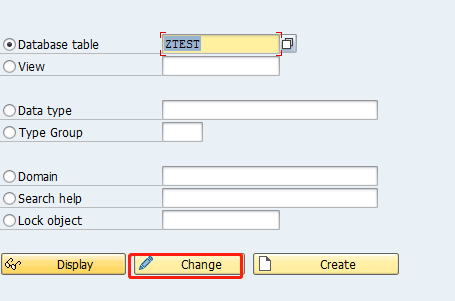 Database table ZTEST
View
Data type
Type Group
Domain
Search help
Lock object
Display Change Create